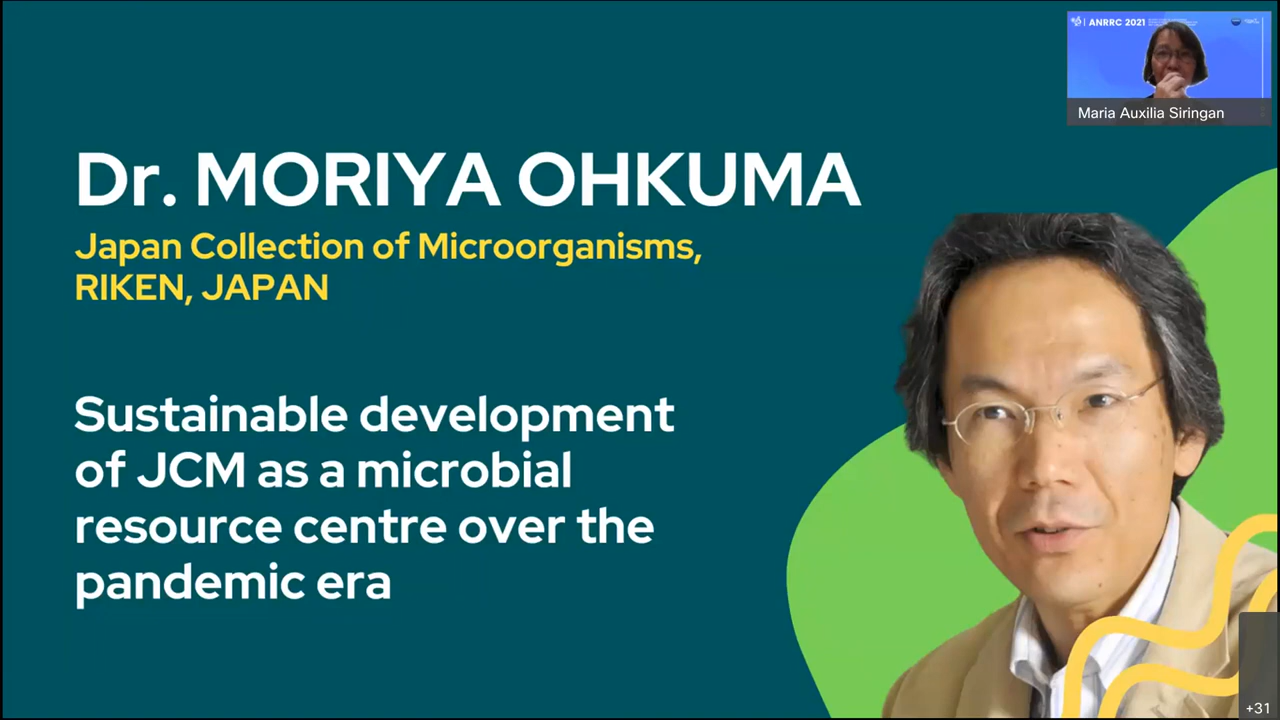 ANRRC 2021
Maria Auxilia Siringan
Dr. MORIYA OHKUMA
Japan Collection of Microorganisms,
RIKEN, JAPAN
Sustainable development
of JCM as a microbial
resource centre over the
pandemic era
+31